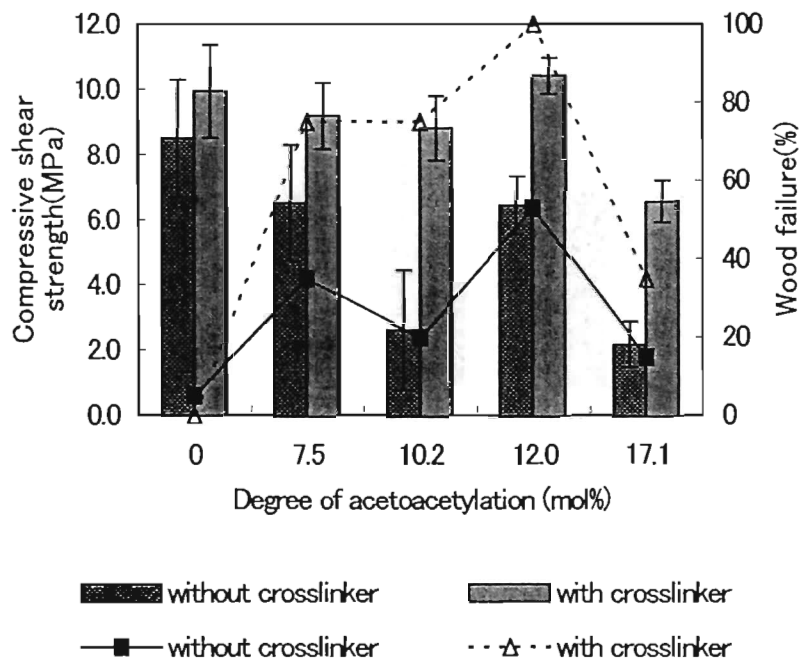 12.0
10.0
8.0
6.0
4.0
2.0
0.0
Compressive shear
strength(MPa)
100
80
60
40
20
0
Wood failure(%)
0 7.5 10.2 12.0 17.1
Degree of acetoacetylation (mol%)
without crosslinker with crosslinker
without crosslinker with crosslinker